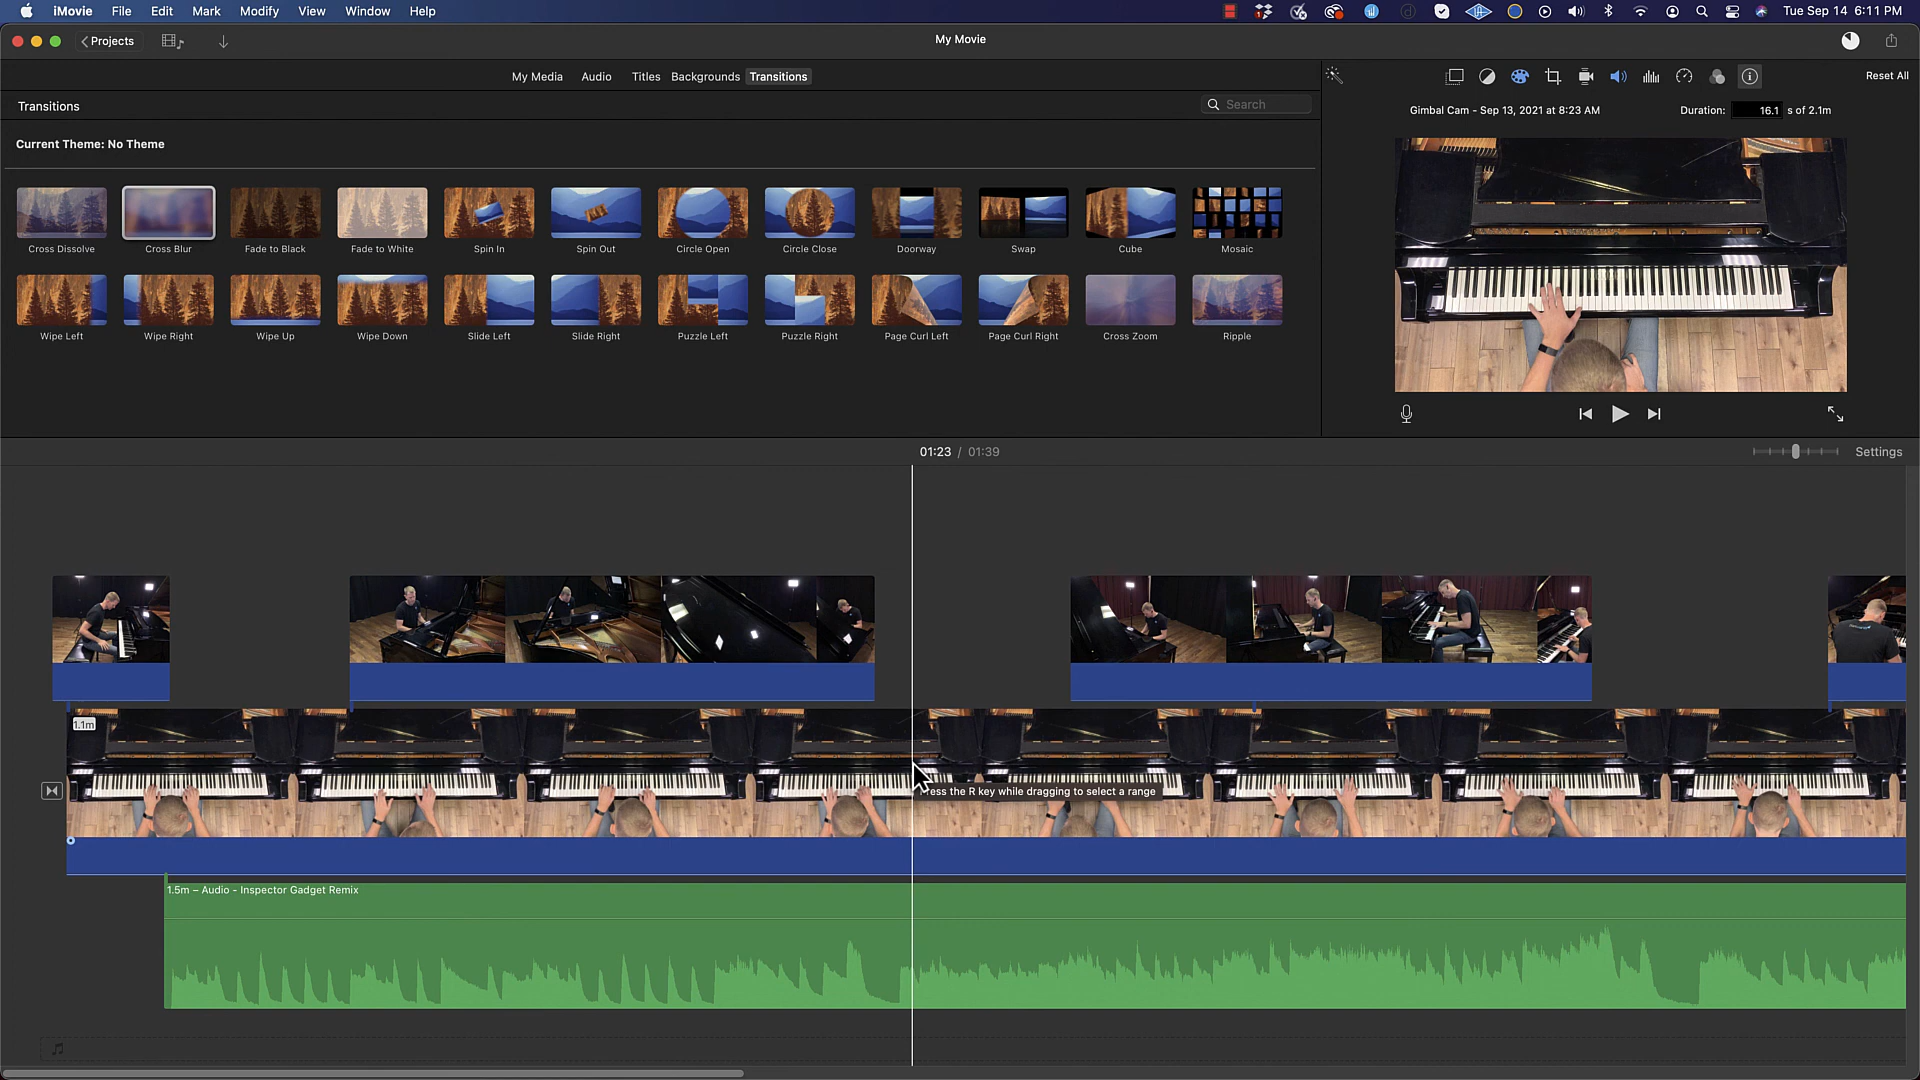 iMovie File Edit Mark Modify View Window Help
1
Tue Sep 14 6:11 PM
Projects
My Movie
My Media Audio Titles Backgrounds Transitions
Reset All
Transitions
Search
Gimbal Cam - Sep 13, 2021 at 8:23 AM
Duration: 16.1 s of 2.1m
Current Theme: No Theme
Cross Dissolve Cross Blur Fade to Black Fade to White Spin In Spin Out Circle Open Circle Close Doorway Swap Cube Mosaic
Wipe Left Wipe Right Wipe Up Wipe Down Slide Left Slide Right Puzzle Left Puzzle Right Page Curl Left Page Curl Right Cross Zoom Ripple
01:23 / 01:39
Settings
1.1m
ress the R key while dragging to select a range
1.5m – Audio - Inspector Gadget Remix